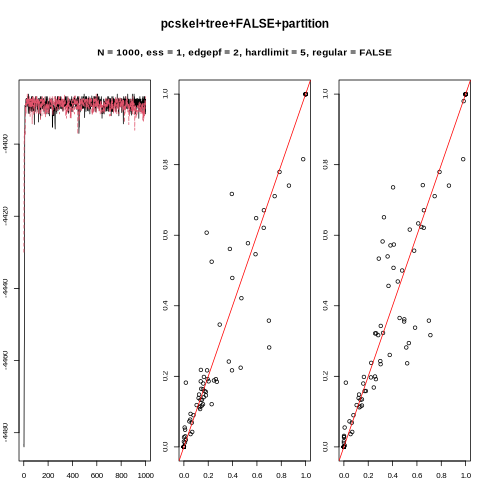 pcskel+tree+FALSE+partition
N = 1000, ess = 1, edgepf = 2, hardlimit = 5, regular = FALSE
-4400
-4420
-4440
-4460
-4480
0 200 400 600 800 1000
0.0 0.2 0.4 0.6 0.8 1.0
0.0 0.2 0.4 0.6 0.8 1.0
0.0 0.2 0.4 0.6 0.8 1.0
0.0 0.2 0.4 0.6 0.8 1.0